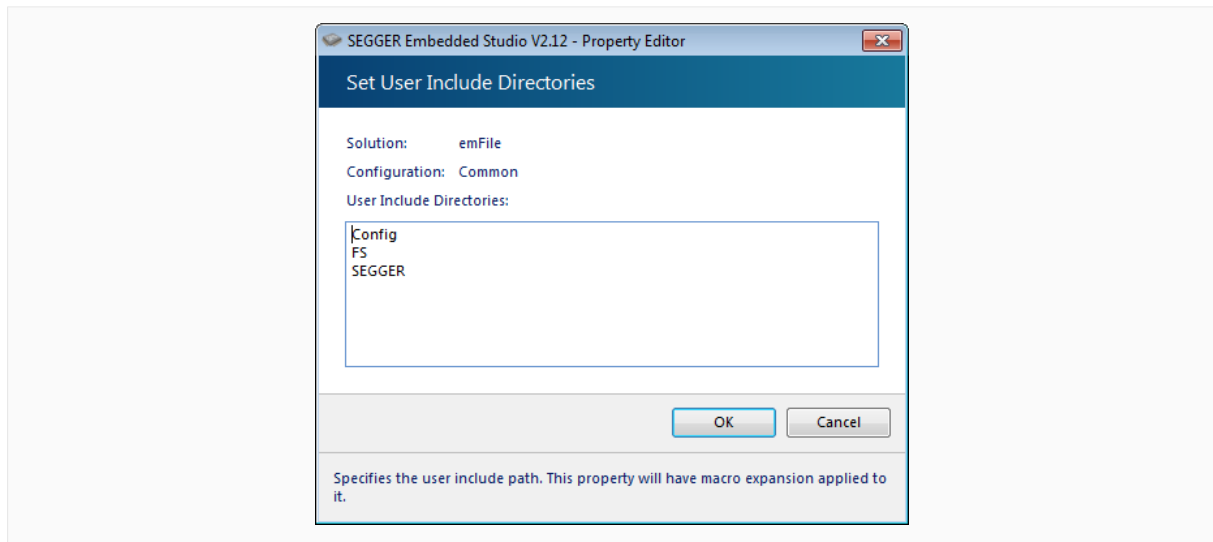 SEGGER Embedded Studio V2.12 - Property Editor
Set User Include Directories
Solution: emFile
Configuration: Common
User Include Directories:
Config
FS
SEGGER
OK Cancel
Specifies the user include path. This property will have macro expansion applied to
it.